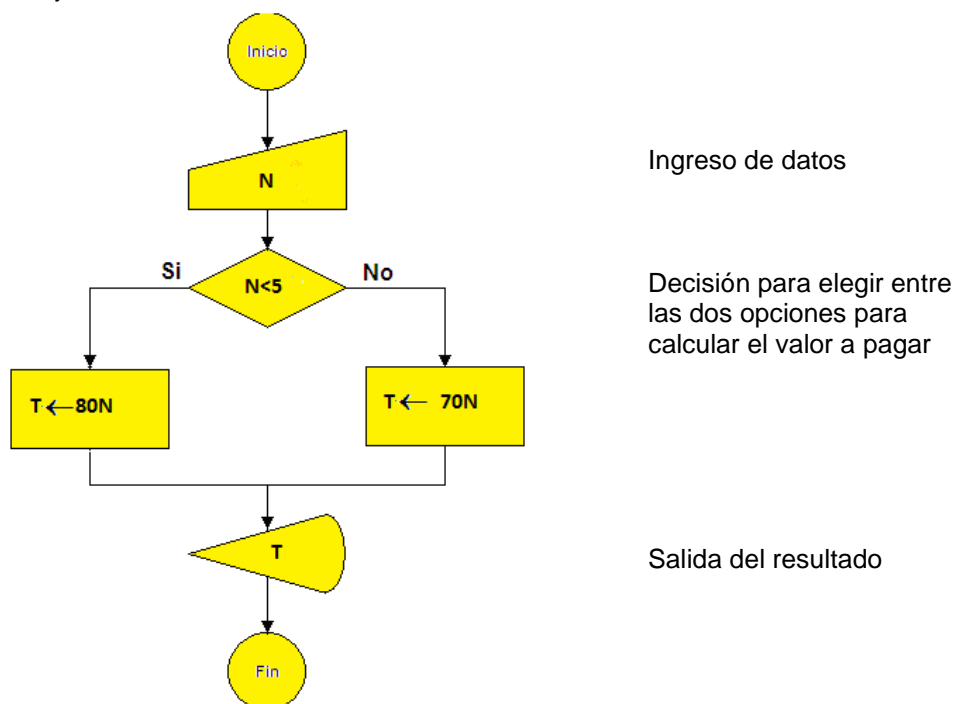 Inicio
N
Ingreso de datos
Si
N<5
No
Decisión para elegir entre
las dos opciones para
calcular el valor a pagar
T←80N
T← 70N
T
Salida del resultado
Fin